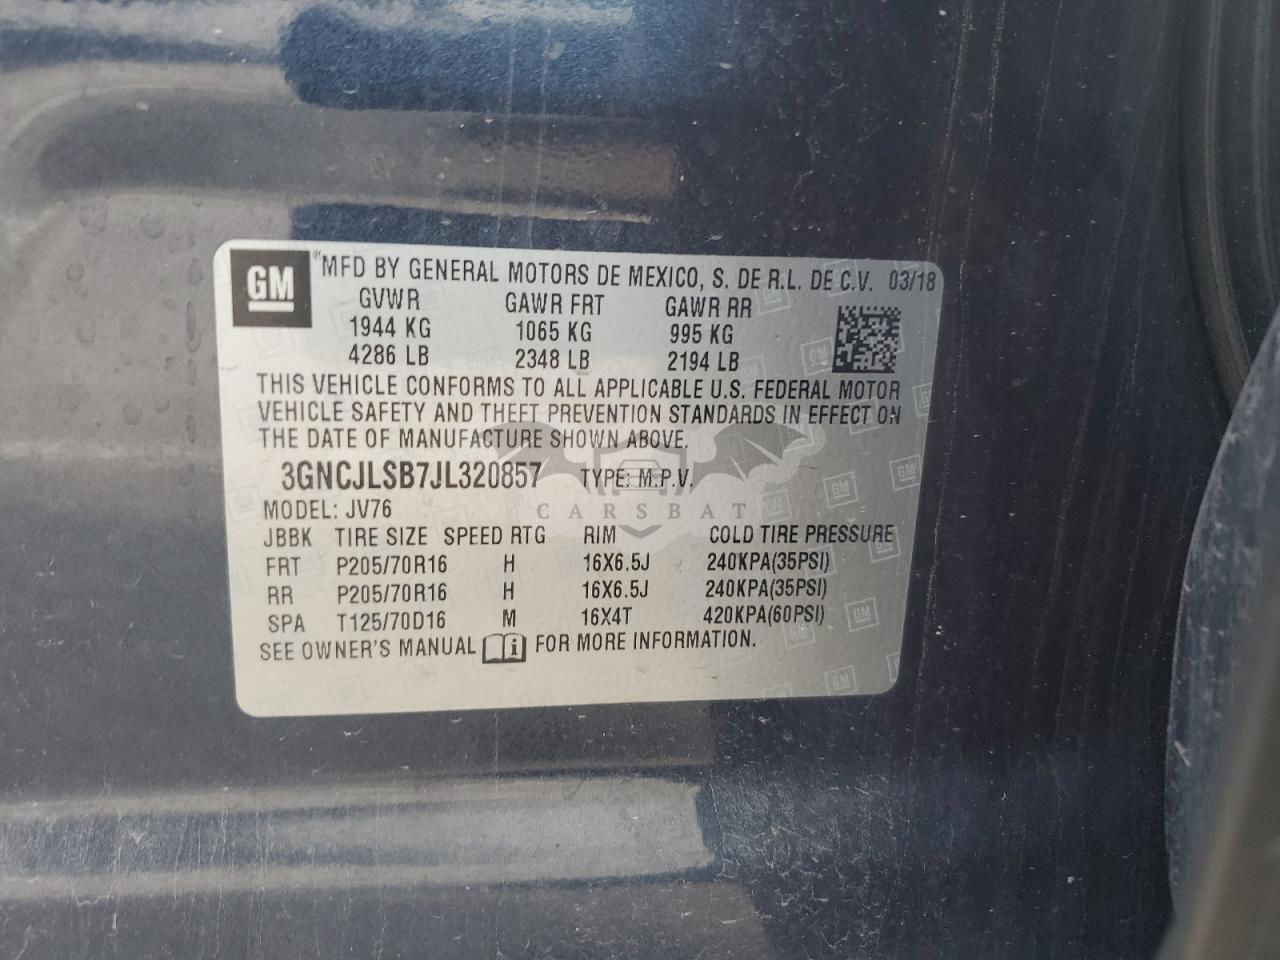 GM "MFD BY GENERAL MOTORS DE MEXICO, S. DE R.L. DE C.V. 03/18
GVWR GAWR FRT GAWR RR
1944 KG 1065 KG 995 KG
4286 LB 2348 LB 2194 LB
THIS VEHICLE CONFORMS TO ALL APPLICABLE U.S. FEDERAL MOTOR
VEHICLE SAFETY AND THEFT PREVENTION STANDARDS IN EFFECT ON
THE DATE OF MANUFACTURE SHOWN ABOVE.
3GNCJLSB7JL320857 TYPE: M.P.V.
CARSBAT
MODEL: JV76
JBBK TIRE SIZE SPEED RTG RIM COLD TIRE PRESSURE
FRT P205/70R16 H 16X6.5J 240KPA(35PSI)
RR P205/70R16 H 16X6.5J 240KPA(35PSI)
SPA T125/70D16 M 16X4T 420KPA(60PSI)
SEE OWNER'S MANUAL i FOR MORE INFORMATION.